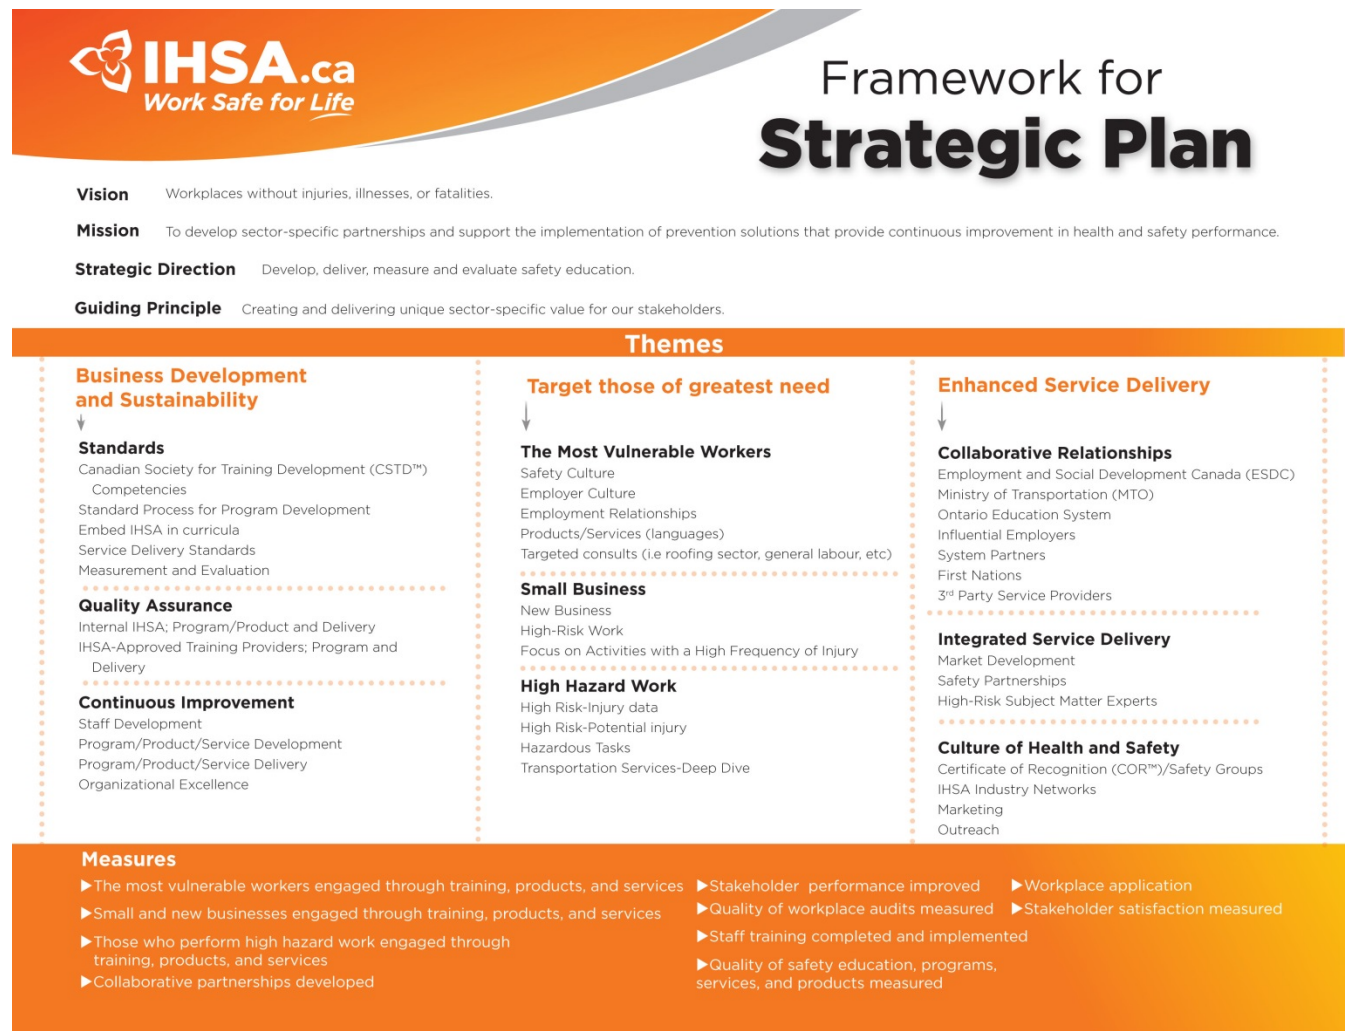 IHSA.ca
Work Safe for Life
Framework for
Strategic Plan
Vision Workplaces without injuries, illnesses, or fatalities.
Mission To develop sector-specific partnerships and support the implementation of prevention solutions that provide continuous improvement in health and safety performance.
Strategic Direction Develop, deliver, measure and evaluate safety education.
Guiding Principle Creating and delivering unique sector-specific value for our stakeholders.
Themes
Business Development
and Sustainability
Standards
Canadian Society for Training Development (CSTD™)
Competencies
Standard Process for Program Development
Embed IHSA in curricula
Service Delivery Standards
Measurement and Evaluation
Quality Assurance
Internal IHSA; Program/Product and Delivery
IHSA-Approved Training Providers; Program and
Delivery
Continuous Improvement
Staff Development
Program/Product/Service Development
Program/Product/Service Delivery
Organizational Excellence
Target those of greatest need
The Most Vulnerable Workers
Safety Culture
Employer Culture
Employment Relationships
Products/Services (languages)
Targeted consults (i.e roofing sector, general labour, etc)
Small Business
New Business
High-Risk Work
Focus on Activities with a High Frequency of Injury
High Hazard Work
High Risk-Injury data
High Risk-Potential injury
Hazardous Tasks
Transportation Services-Deep Dive
Enhanced Service Delivery
Collaborative Relationships
Employment and Social Development Canada (ESDC)
Ministry of Transportation (MTO)
Ontario Education System
Influential Employers
System Partners
First Nations
3rd Party Service Providers
Integrated Service Delivery
Market Development
Safety Partnerships
High-Risk Subject Matter Experts
Culture of Health and Safety
Certificate of Recognition (COR™)/Safety Groups
IHSA Industry Networks
Marketing
Outreach
Measures
▶The most vulnerable workers engaged through training, products, and services
▶Small and new businesses engaged through training, products, and services
▶Those who perform high hazard work engaged through
training, products, and services
▶Collaborative partnerships developed
▶Stakeholder performance improved
▶Quality of workplace audits measured
▶Staff training completed and implemented
▶Quality of safety education, programs,
services, and products measured
▶Workplace application
▶Stakeholder satisfaction measured